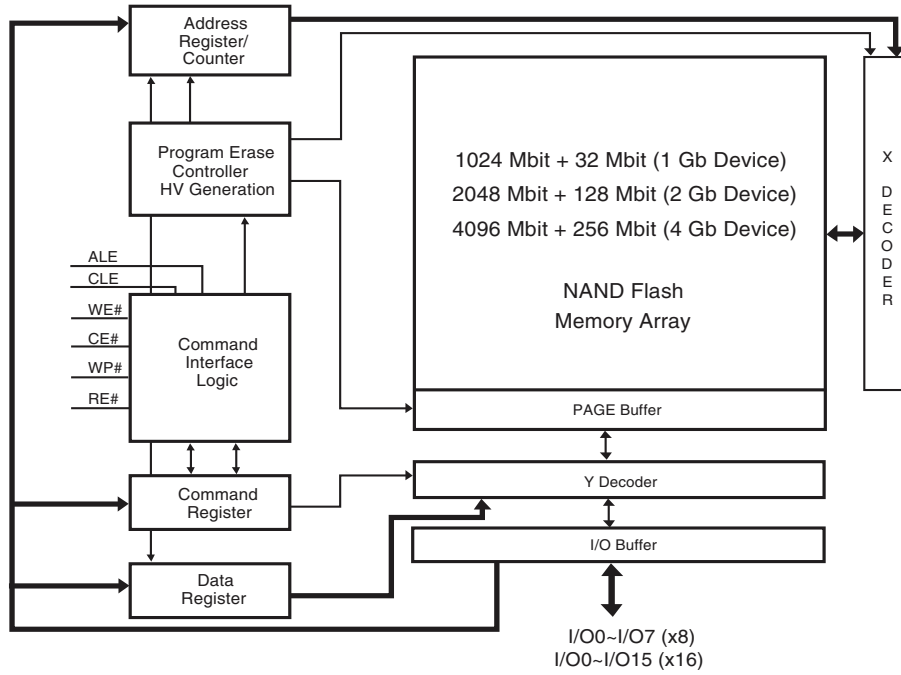 Address
Register/
Counter
Program Erase
Controller
HV Generation
ALE
CLE
WE#
CE#
WP#
RE#
Command
Interface
Logic
Command
Register
Data
Register
1024 Mbit + 32 Mbit (1 Gb Device)
2048 Mbit + 128 Mbit (2 Gb Device)
4096 Mbit + 256 Mbit (4 Gb Device)
NAND Flash
Memory Array
PAGE Buffer
Y Decoder
I/O Buffer
I/O0~I/O7 (x8)
I/O0~I/O15 (x16)
X
D
E
C
O
D
E
R